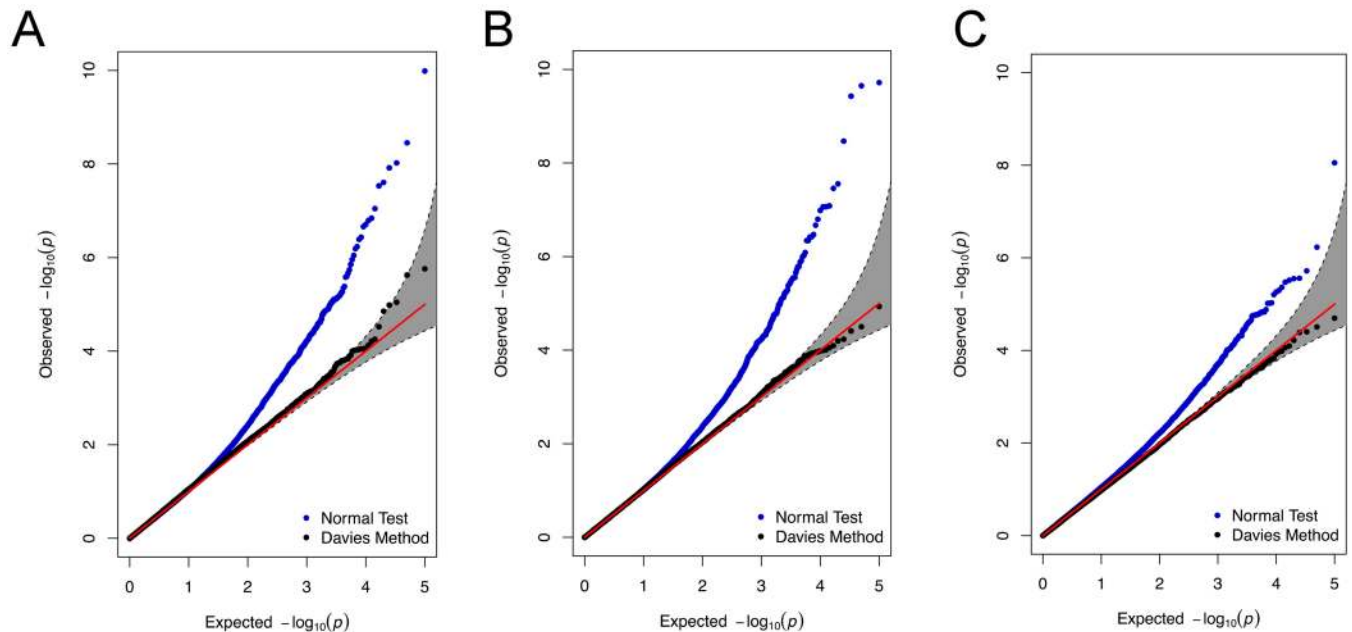 A
10
8
6
4
2
0
Observed −log10(p)
Normal Test
Davies Method
0 1 2 3 4 5
Expected −log10(p)
B
10
8
6
4
2
0
Observed −log10(p)
Normal Test
Davies Method
0 1 2 3 4 5
Expected −log10(p)
C
10
8
6
4
2
0
Observed −log10(p)
Normal Test
Davies Method
0 1 2 3 4 5
Expected −log10(p)